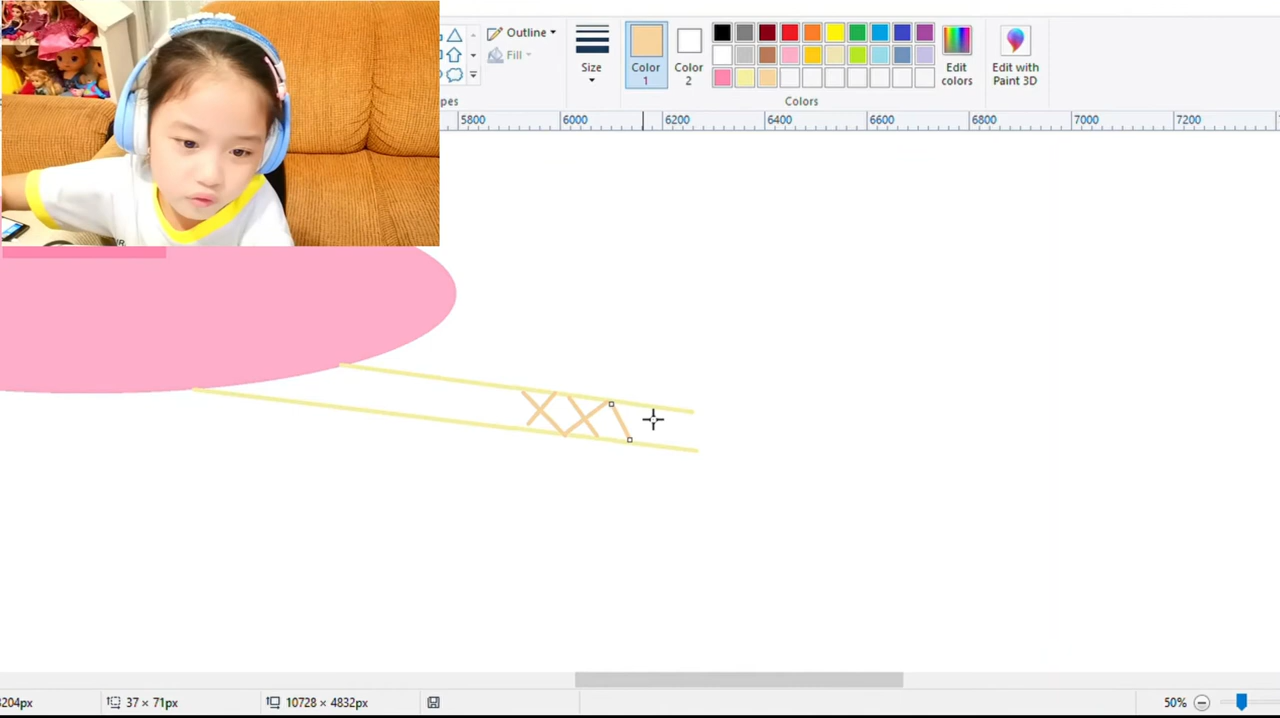 Outline
Fill
pes
Size
Color
1
Color
2
Edit
colors
Edit with
Paint 3D
Colors
5800 6000 6200 6400 6600 6800 7000 7200
204px
37 × 71px
10728 × 4832px
50%